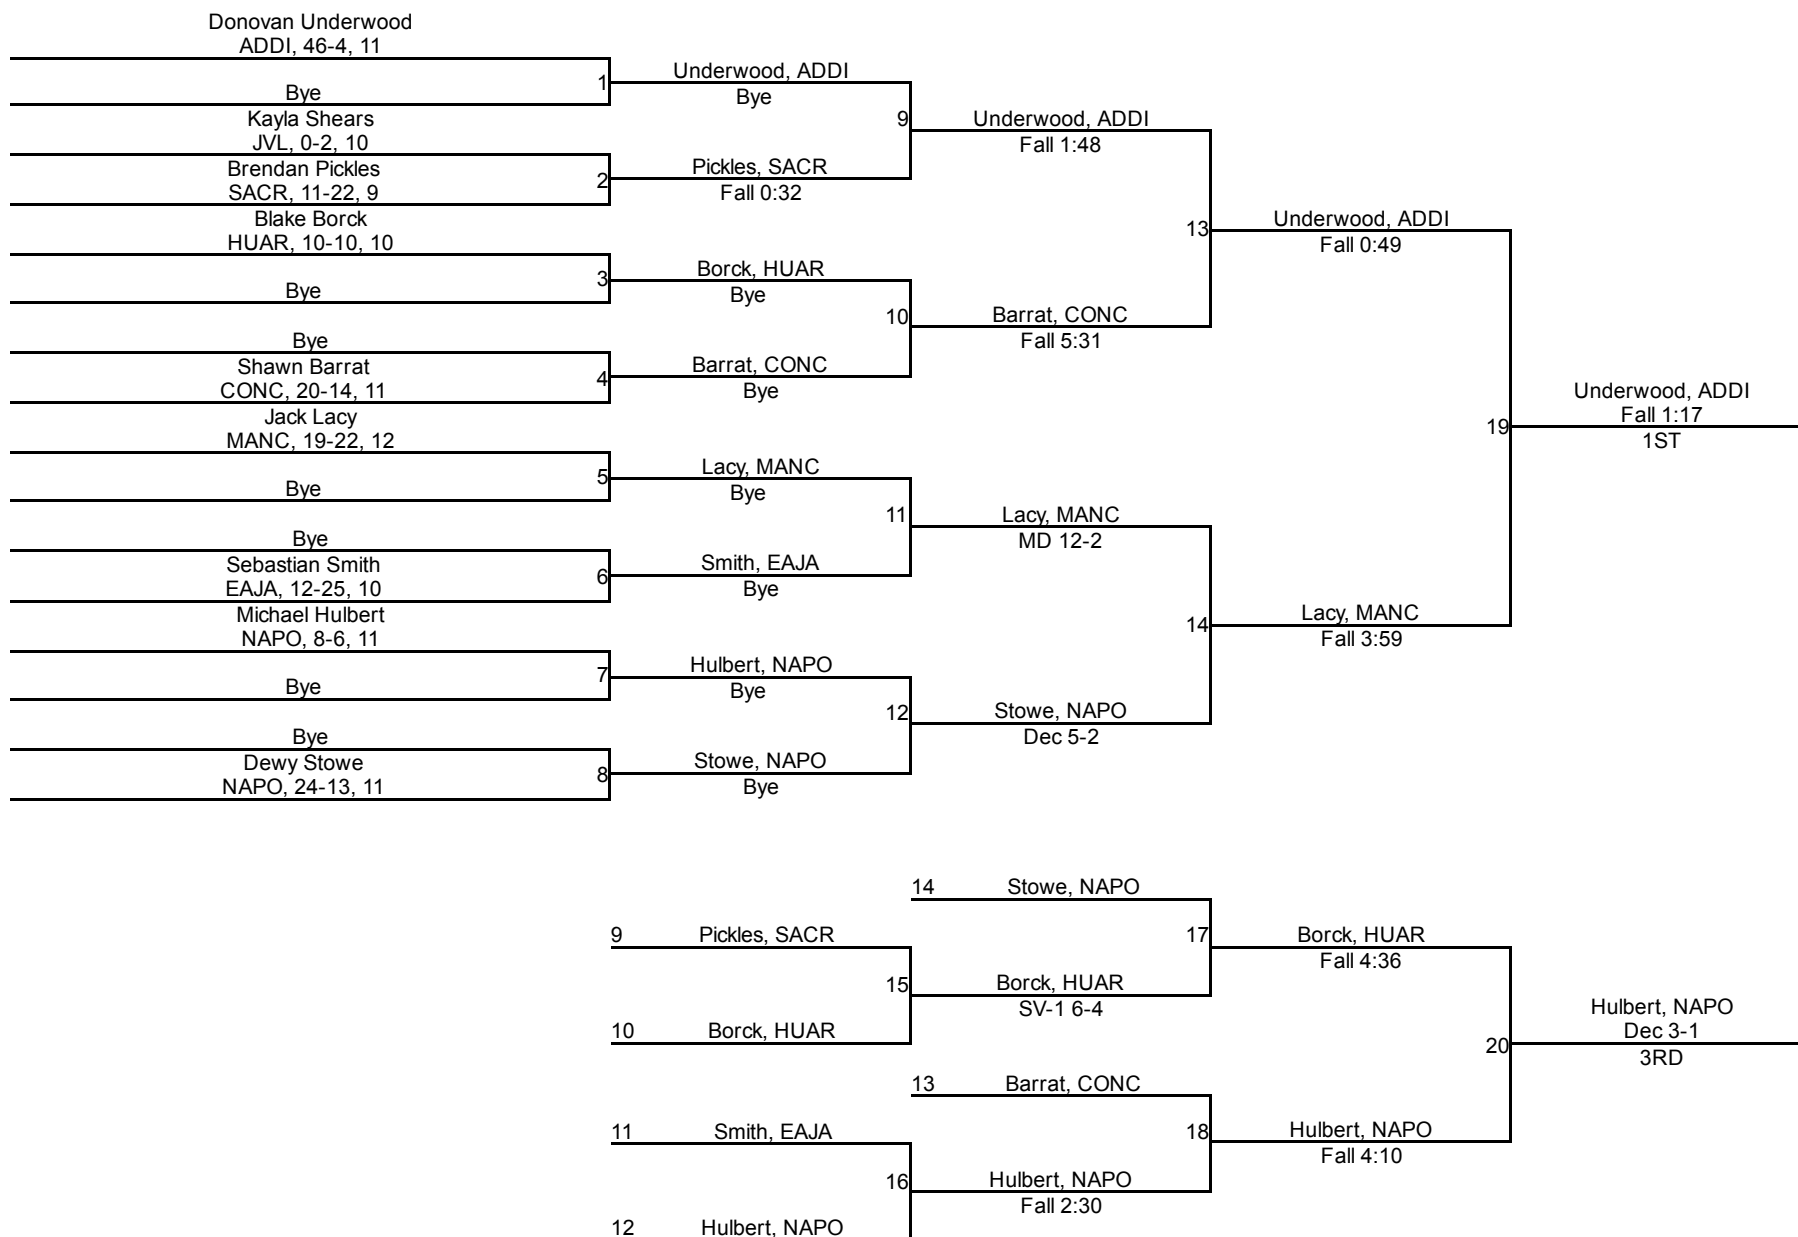 Donovan Underwood
ADDI, 46-4, 11
Bye
1
Kayla Shears
JVL, 0-2, 10
Brendan Pickles
SACR, 11-22, 9
2
Blake Borck
HUAR, 10-10, 10
Bye
3
Bye
Shawn Barrat
CONC, 20-14, 11
4
Jack Lacy
MANC, 19-22, 12
Bye
5
Bye
Sebastian Smith
EAJA, 12-25, 10
6
Michael Hulbert
NAPO, 8-6, 11
Bye
7
Bye
Dewy Stowe
NAPO, 24-13, 11
8
Underwood, ADDI
Bye
9
Pickles, SACR
Fall 0:32
Borck, HUAR
Bye
10
Barrat, CONC
Bye
Lacy, MANC
Bye
11
Smith, EAJA
Bye
Hulbert, NAPO
Bye
12
Stowe, NAPO
Bye
Underwood, ADDI
Fall 1:48
13
Barrat, CONC
Fall 5:31
Lacy, MANC
MD 12-2
14
Stowe, NAPO
Dec 5-2
Underwood, ADDI
Fall 0:49
19
Lacy, MANC
Fall 3:59
Underwood, ADDI
Fall 1:17
1ST
14 Stowe, NAPO
9 Pickles, SACR
17
15
Borck, HUAR
SV-1 6-4
10 Borck, HUAR
13 Barrat, CONC
11 Smith, EAJA
18
16
Hulbert, NAPO
Fall 2:30
12 Hulbert, NAPO
Borck, HUAR
Fall 4:36
20
Hulbert, NAPO
Fall 4:10
Hulbert, NAPO
Dec 3-1
3RD